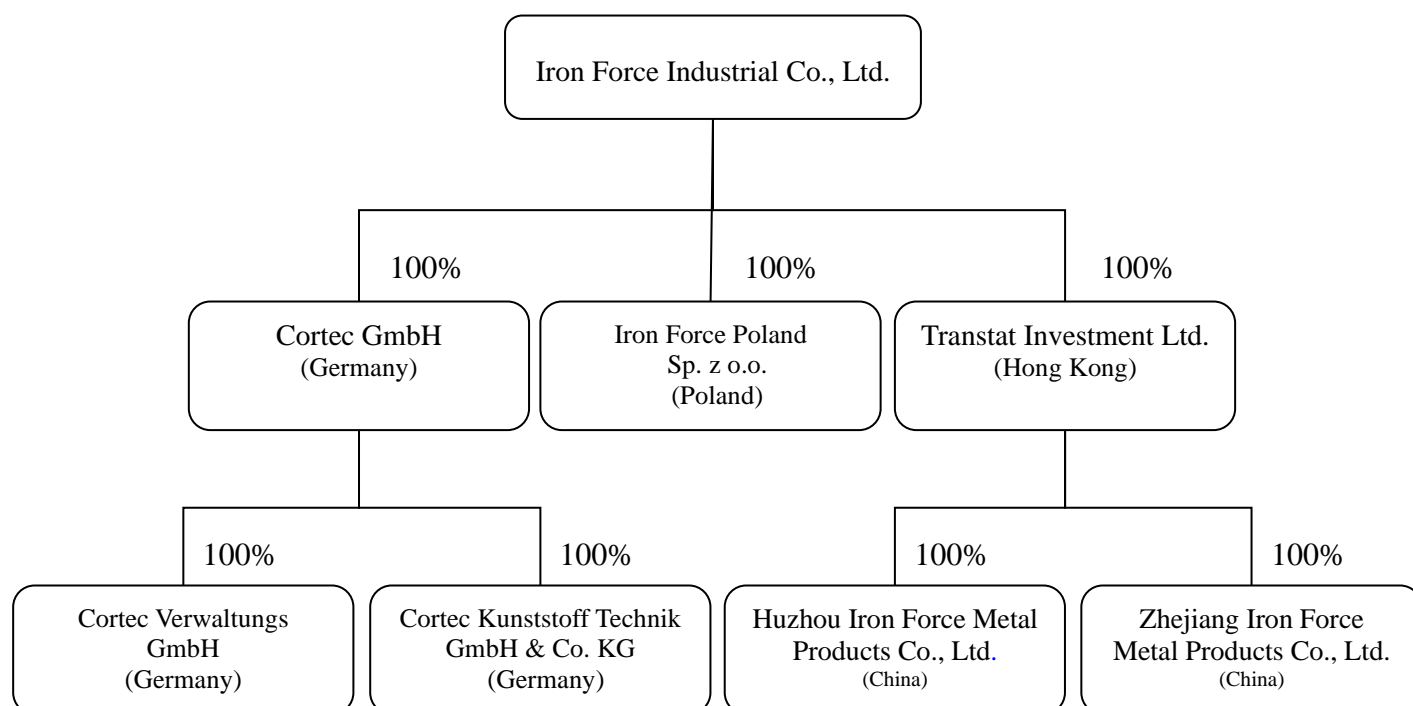 Iron Force Industrial Co., Ltd.
100%
100%
100%
Cortec GmbH
(Germany)
Iron Force Poland
Sp. z o.o.
(Poland)
Transtat Investment Ltd.
(Hong Kong)
100%
100%
100%
100%
Cortec Verwaltungs
GmbH
(Germany)
Cortec Kunststoff Technik
GmbH & Co. KG
(Germany)
Huzhou Iron Force Metal
Products Co., Ltd.
(China)
Zhejiang Iron Force
Metal Products Co., Ltd.
(China)